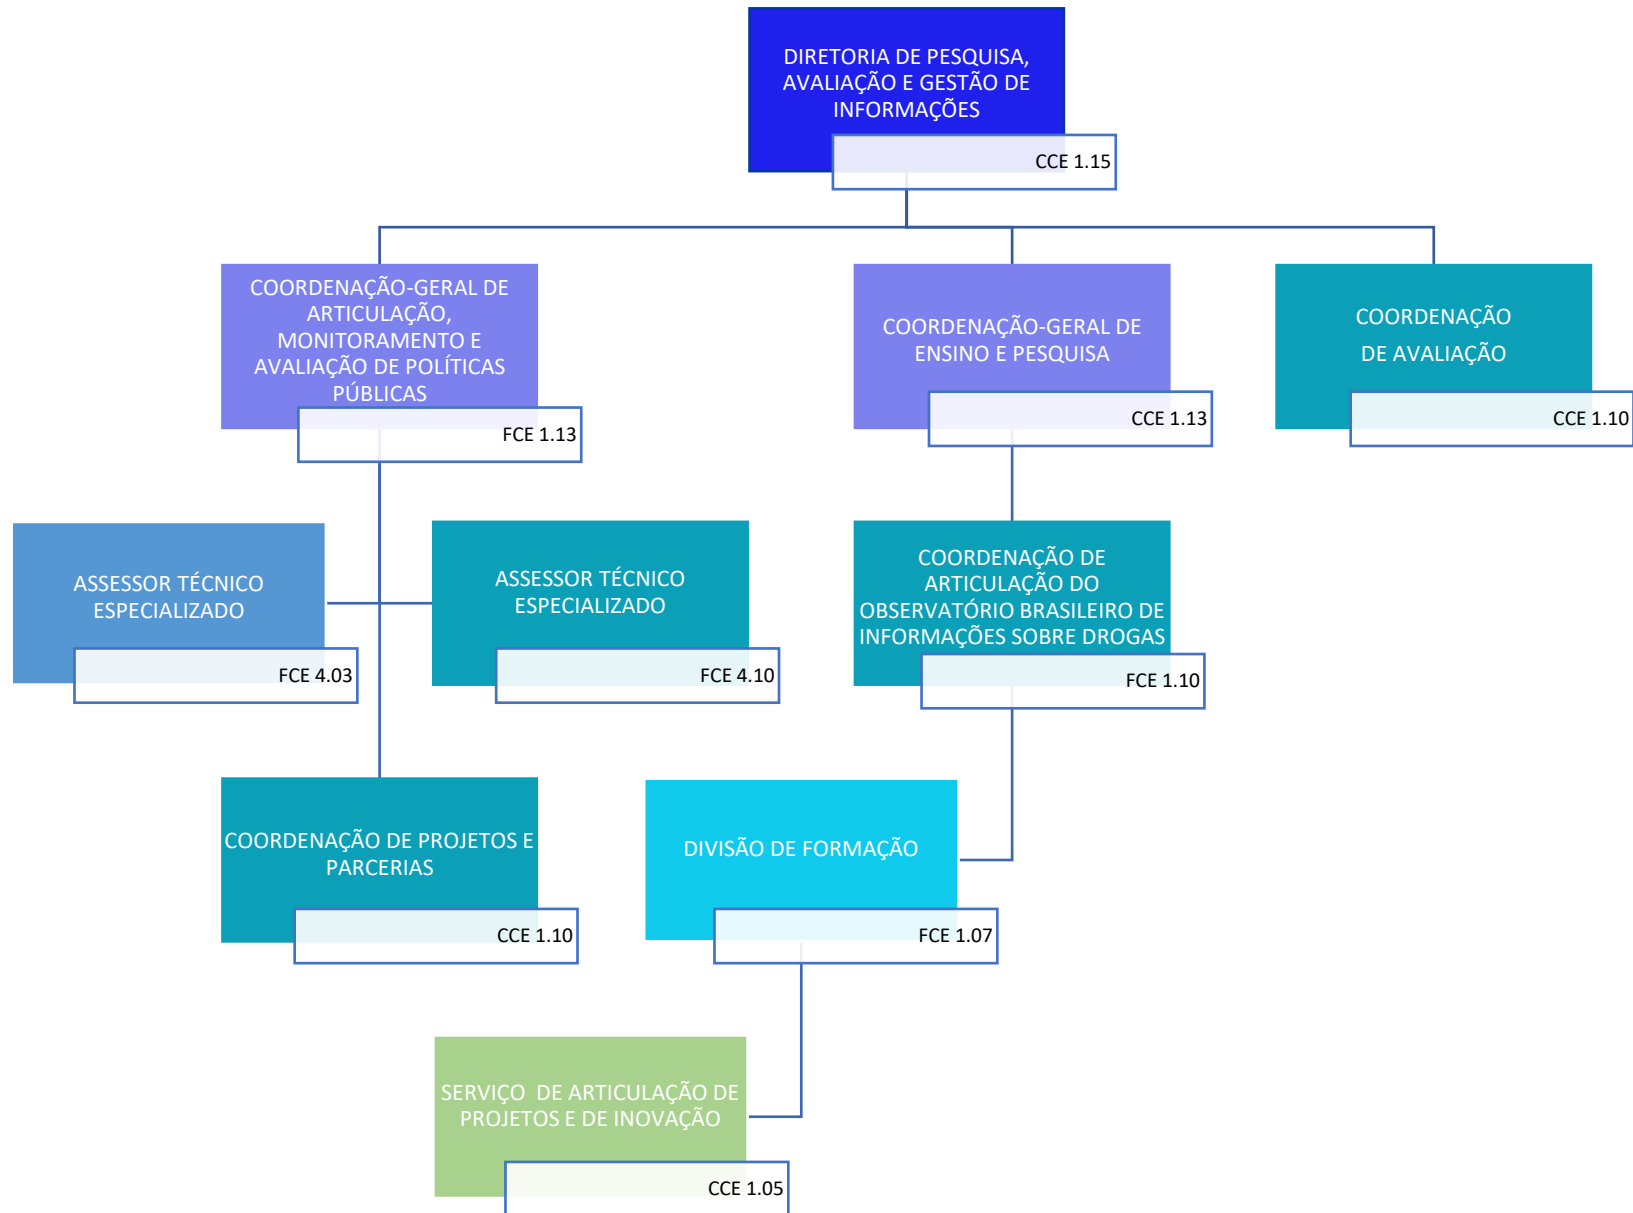 DIRETORIA DE PESQUISA,
AVALIAÇÃO E GESTÃO DE
INFORMAÇÕES
CCE 1.15
COORDENAÇÃO-GERAL DE
ARTICULAÇÃO,
MONITORAMENTO E
AVALIAÇÃO DE POLÍTICAS
PÚBLICAS
FCE 1.13
COORDENAÇÃO-GERAL DE
ENSINO E PESQUISA
CCE 1.13
COORDENAÇÃO
DE AVALIAÇÃO
CCE 1.10
ASSESSOR TÉCNICO
ESPECIALIZADO
FCE 4.03
ASSESSOR TÉCNICO
ESPECIALIZADO
FCE 4.10
COORDENAÇÃO DE
ARTICULAÇÃO DO
OBSERVATÓRIO BRASILEIRO DE
INFORMAÇÕES SOBRE DROGAS
FCE 1.10
COORDENAÇÃO DE PROJETOS E
PARCERIAS
CCE 1.10
DIVISÃO DE FORMAÇÃO
FCE 1.07
SERVIÇO  DE ARTICULAÇÃO DE
PROJETOS E DE INOVAÇÃO
CCE 1.05